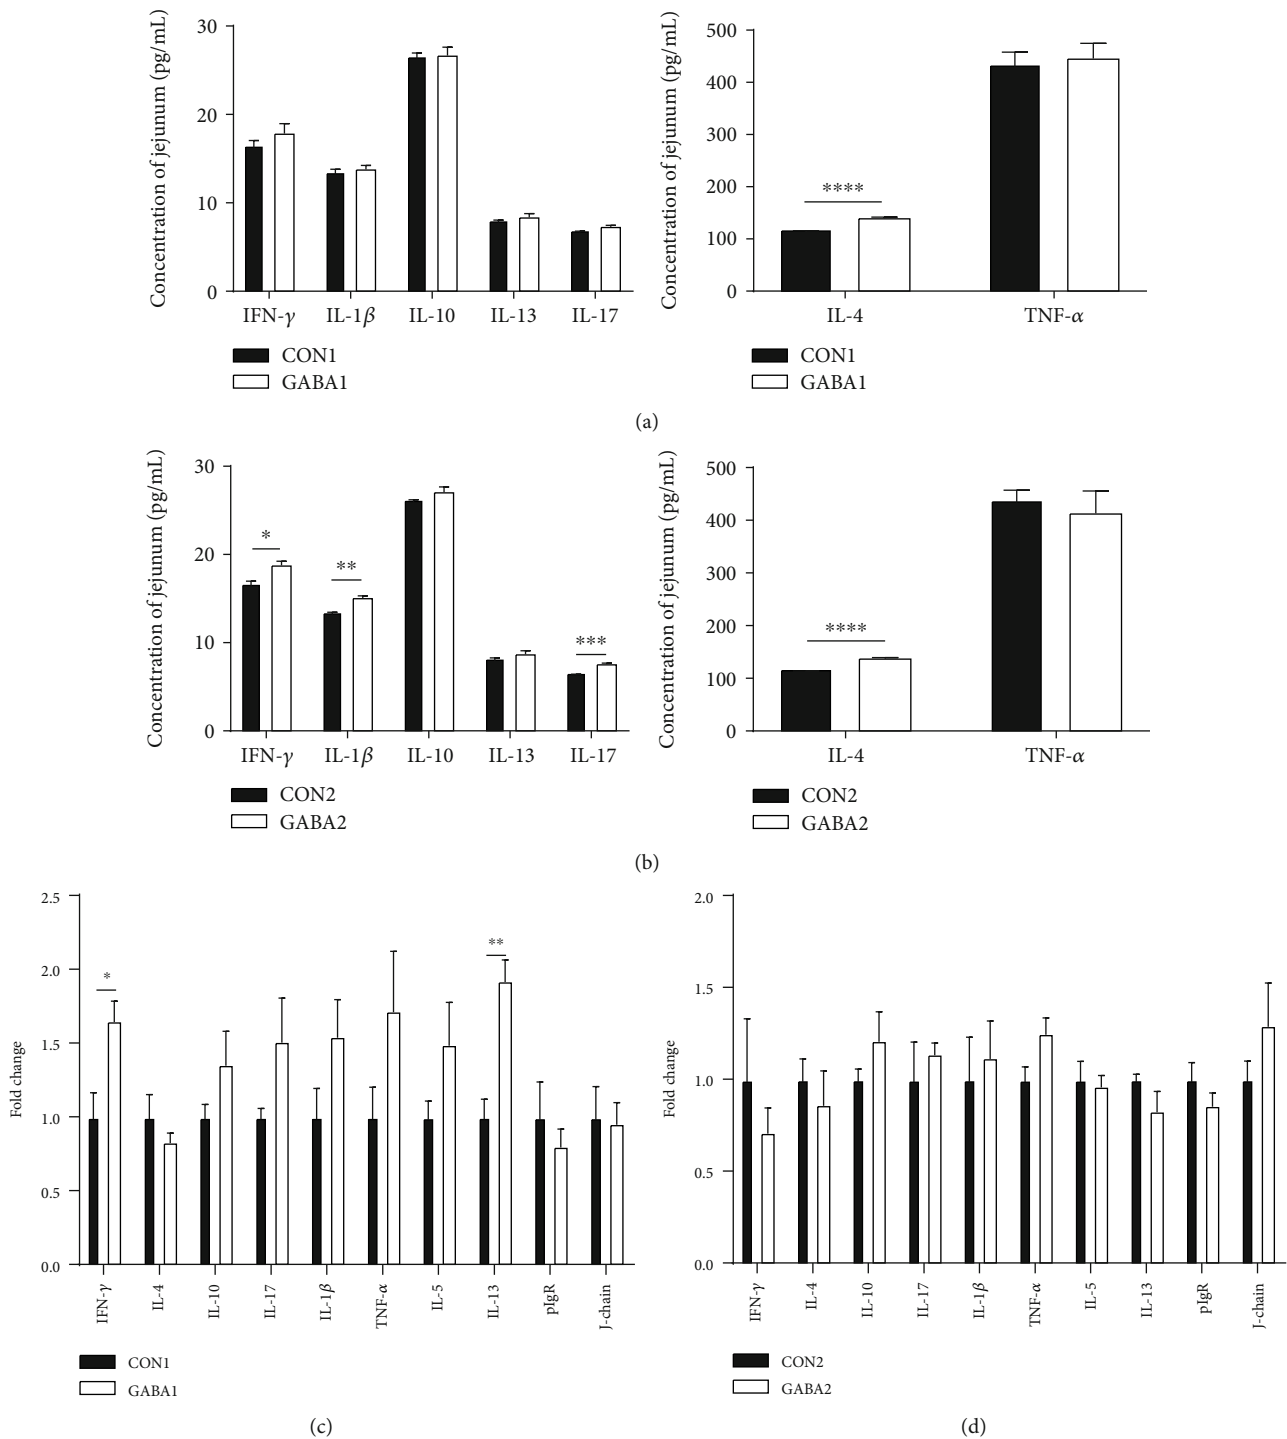 Concentration of jejunum (pg/mL)
30
20
10
0
IFN-γ IL-1β IL-10 IL-13 IL-17
CON1
GABA1
Concentration of jejunum (pg/mL)
500
400
300
200
100
0
****
IL-4 TNF-α
CON1
GABA1
(a)
Concentration of jejunum (pg/mL)
30
20
10
0
*
**
***
IFN-γ IL-1β IL-10 IL-13 IL-17
CON2
GABA2
Concentration of jejunum (pg/mL)
500
400
300
200
100
0
****
IL-4 TNF-α
CON2
GABA2
(b)
Fold change
2.5
2.0
1.5
1.0
0.5
0.0
*
**
IFN-γ
IL-4
IL-10
IL-17
IL-1β
TNF-α
IL-5
IL-13
pIgR
J-chain
CON1
GABA1
(c)
Fold change
2.0
1.5
1.0
0.5
0.0
IFN-γ
IL-4
IL-10
IL-17
IL-1β
TNF-α
IL-5
IL-13
pIgR
J-chain
CON2
GABA2
(d)